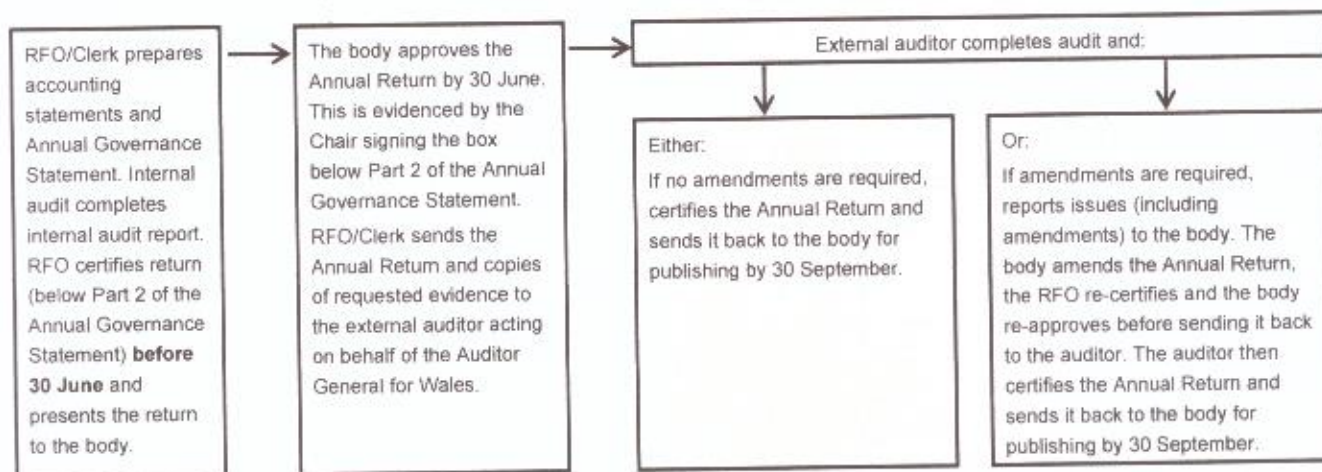 RFO/Clerk prepares
accounting
statements and
Annual Governance
Statement. Internal
audit completes
internal audit report.
RFO certifies return
(below Part 2 of the
Annual Governance
Statement) before
30 June and
presents the return
to the body.
The body approves the
Annual Return by 30 June.
This is evidenced by the
Chair signing the box
below Part 2 of the Annual
Governance Statement.
RFO/Clerk sends the
Annual Return and copies
of requested evidence to
the external auditor acting
on behalf of the Auditor
General for Wales.
External auditor completes audit and:
Either:
If no amendments are required,
certifies the Annual Return and
sends it back to the body for
publishing by 30 September.
Or:
If amendments are required,
reports issues (including
amendments) to the body. The
body amends the Annual Return,
the RFO re-certifies and the body
re-approves before sending it back
to the auditor. The auditor then
certifies the Annual Return and
sends it back to the body for
publishing by 30 September.